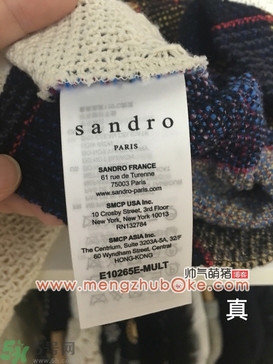 sandro
PARIS
SANDRO FRANCE
61 rue de Turenne
75003 Paris
www.sandro-paris.com
SMCP USA Inc.
10 Crosby Street, 3rd Floor
New York, New York 10013
RN132784
SMCP ASIA Inc.
The Centrium, Suite 3203A-5A, 32/F
60 Wyndham Street, Central
HONG-KONG
E10265E-MULT
帅气萌猪博客
www.mengzhuboke.com
真